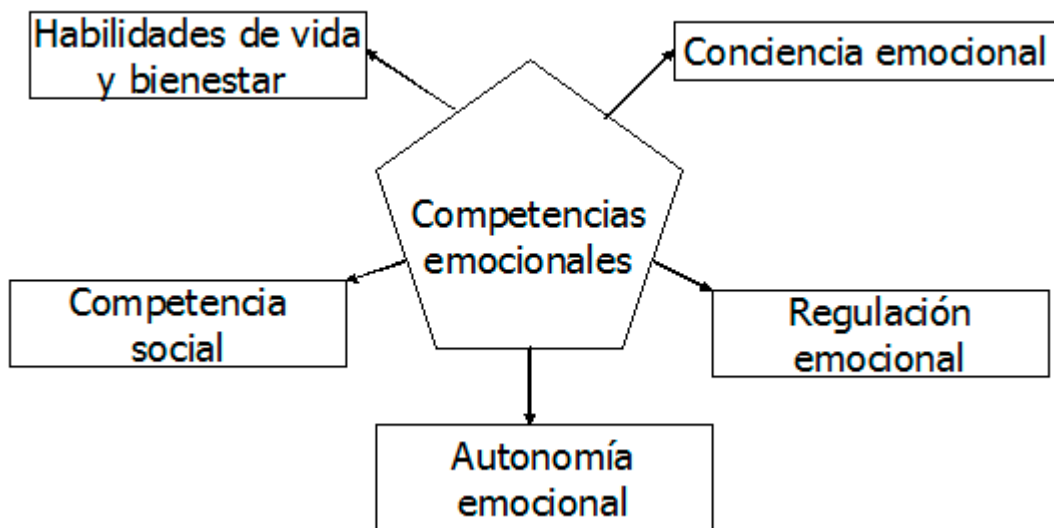 Habilidades de vida
y bienestar
Conciencia emocional
Competencias
emocionales
Competencia
social
Regulación
emocional
Autonomía
emocional